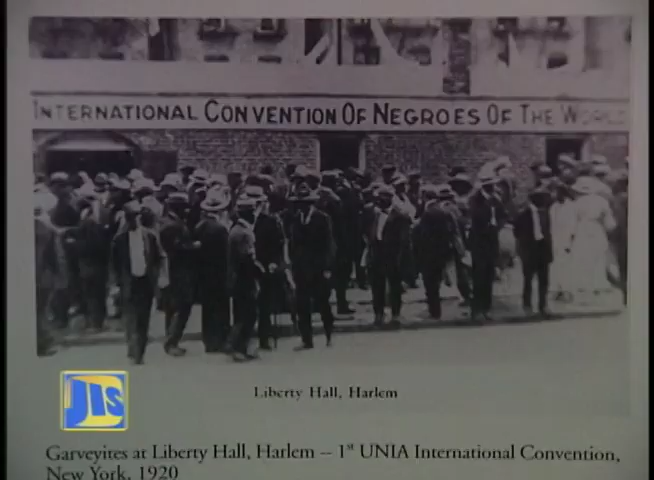 INTERNATIONAL CONVENTION OF NEGROES OF THE WORLD
Liberty Hall, Harlem
JIS
Garveyites at Liberty Hall, Harlem – 1st UNIA International Convention,
New York, 1920